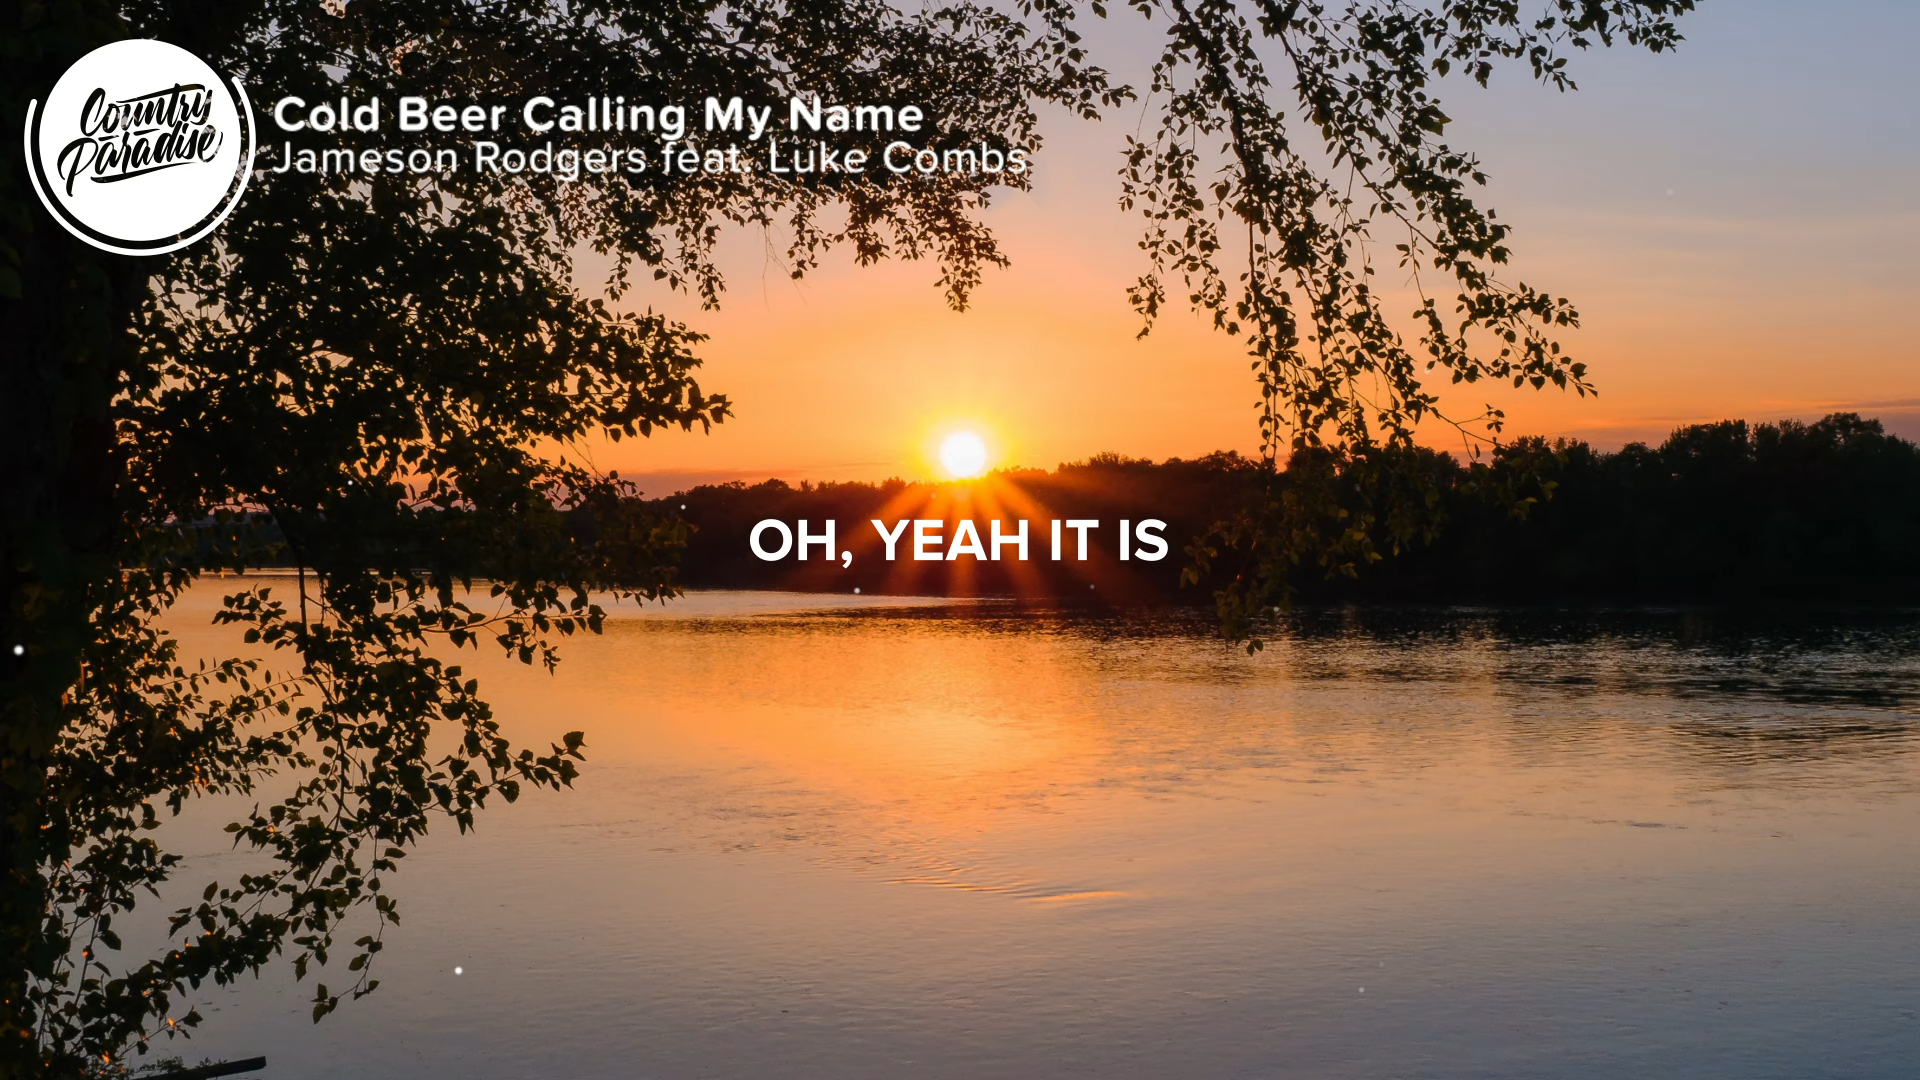 Country
Paradise
Cold Beer Calling My Name
Jameson Rodgers feat. Luke Combs
OH, YEAH IT IS